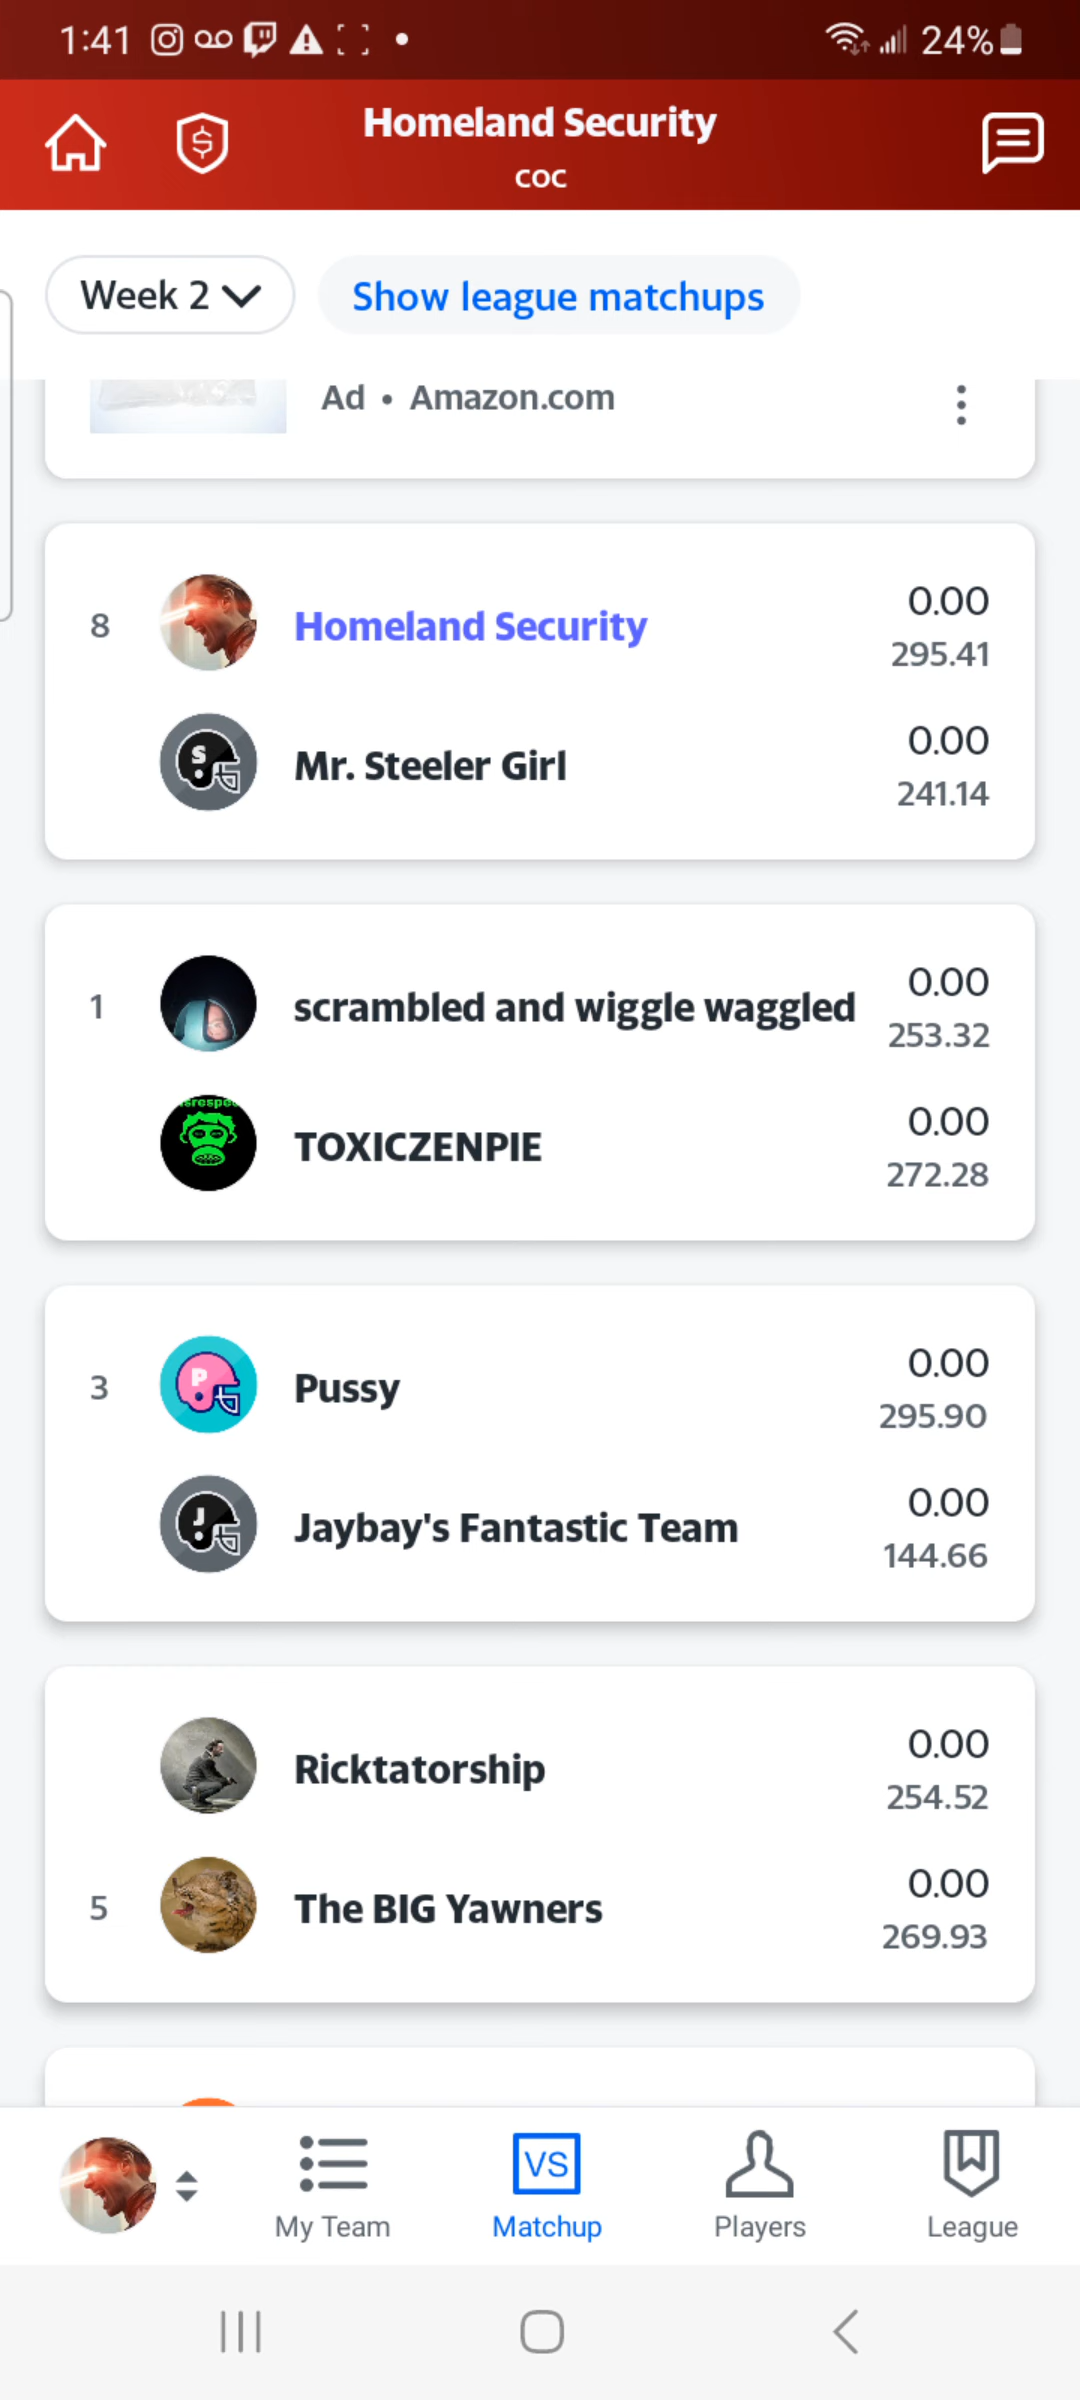 1:41
24%
Homeland Security
COC
Week 2
Show league matchups
Ad • Amazon.com
8
Homeland Security
0.00
295.41
S
Mr. Steeler Girl
0.00
241.14
1
scrambled and wiggle waggled
0.00
253.32
TOXICZENPIE
0.00
272.28
3
P
Pussy
0.00
295.90
J
Jaybay's Fantastic Team
0.00
144.66
Ricktatorship
0.00
254.52
5
The BIG Yawners
0.00
269.93
VS
My Team
Matchup
Players
League